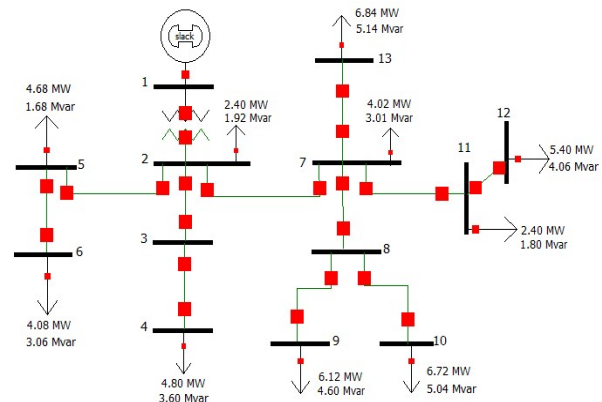 slack
6.84 MW
5.14 Mvar
13
1
4.68 MW
1.68 Mvar
2.40 MW
1.92 Mvar
4.02 MW
3.01 Mvar
12
11
5.40 MW
4.06 Mvar
5
2
7
2.40 MW
1.80 Mvar
6
3
8
4.08 MW
3.06 Mvar
4
9
10
4.80 MW
3.60 Mvar
6.12 MW
4.60 Mvar
6.72 MW
5.04 Mvar